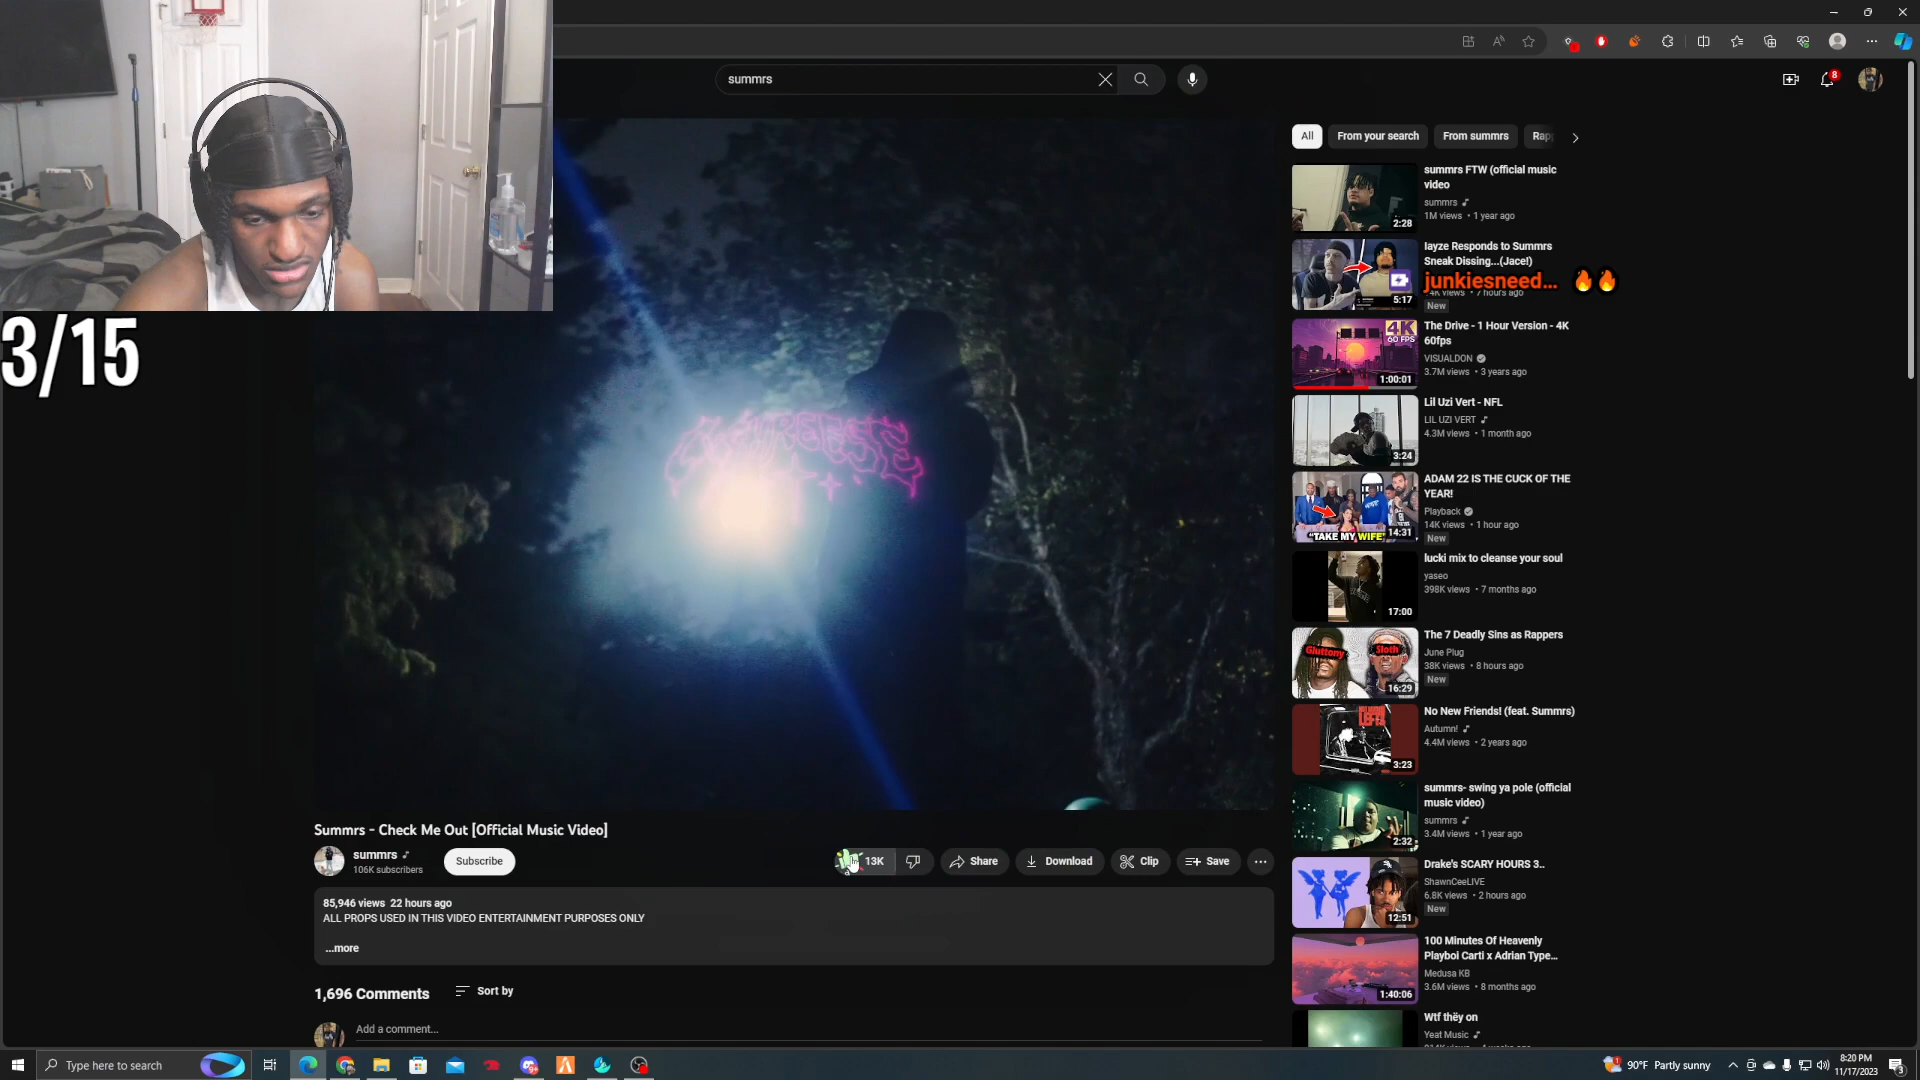 summrs
8
3/15
All
From your search
From summrs
summrs FTW (official music
video
summrs
1M views • 1 year ago
2:28
layze Responds to Summrs
Sneak Dissing...(Jace!)
junkiesneed... 🔥🔥
7 hours ago
New
5:17
The Drive - 1 Hour Version - 4K
60fps
VISUALDON
3.7M views • 3 years ago
4K
60 FPS
1:00:01
Lil Uzi Vert - NFL
LIL UZI VERT
4.3M views • 1 month ago
3:24
ADAM 22 IS THE CUCK OF THE
YEAR!
Playback
14K views • 1 hour ago
New
"TAKE MY WIFE"
14:31
lucki mix to cleanse your soul
yaseo
398K views • 7 months ago
17:00
The 7 Deadly Sins as Rappers
June Plug
38K views • 8 hours ago
New
Gluttony
Sloth
16:29
No New Friends! (feat. Summrs)
Autumn!
4.4M views • 2 years ago
3:23
summrs- swing ya pole (official
music video)
summrs
3.4M views • 1 year ago
2:32
Drake's SCARY HOURS 3..
ShawnCeeLIVE
6.8K views • 2 hours ago
New
12:51
100 Minutes Of Heavenly
Playboi Carti x Adrian Type...
Medusa KB
3.6M views • 8 months ago
1:40:06
Wtf thëy on
Yeat Music
Summrs - Check Me Out [Official Music Video]
summrs
106K subscribers
Subscribe
13K
Share
Download
Clip
Save
85,946 views 22 hours ago
ALL PROPS USED IN THIS VIDEO ENTERTAINMENT PURPOSES ONLY
...more
1,696 Comments
Sort by
Add a comment...
Type here to search
90°F Partly sunny
8:20 PM
11/17/2023
3